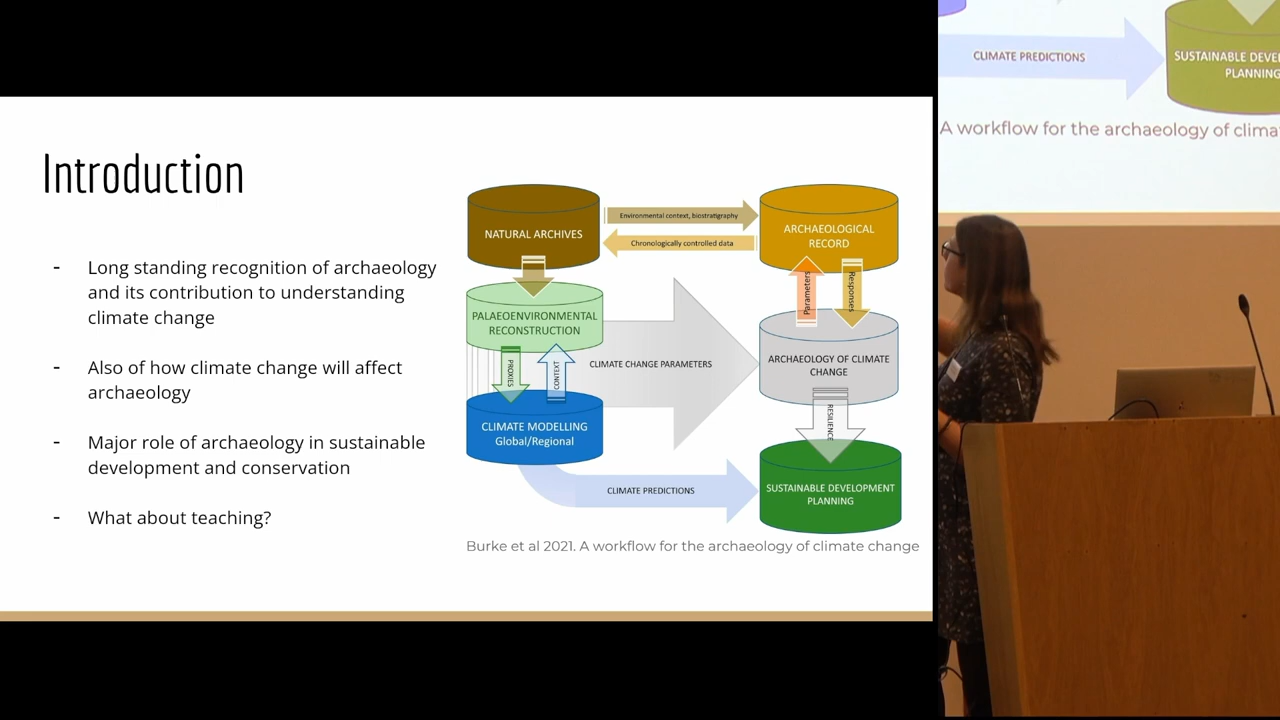 Introduction
- Long standing recognition of archaeology
and its contribution to understanding
climate change
- Also of how climate change will affect
archaeology
- Major role of archaeology in sustainable
development and conservation
- What about teaching?
NATURAL ARCHIVES
Environmental context, biostratigraphy
Chronologically controlled data
ARCHAEOLOGICAL
RECORD
Parameters
Responses
PALAEOENVIRONMENTAL
RECONSTRUCTION
PROXIES
CONTEXT
CLIMATE CHANGE PARAMETERS
ARCHAEOLOGY OF CLIMATE
CHANGE
RESILIENCE
CLIMATE MODELLING
Global/Regional
CLIMATE PREDICTIONS
SUSTAINABLE DEVELOPMENT
PLANNING
Burke et al 2021. A workflow for the archaeology of climate change
CLIMATE PREDICTIONS
SUSTAINABLE DEVE
PLANNING
A workflow for the archaeology of clima